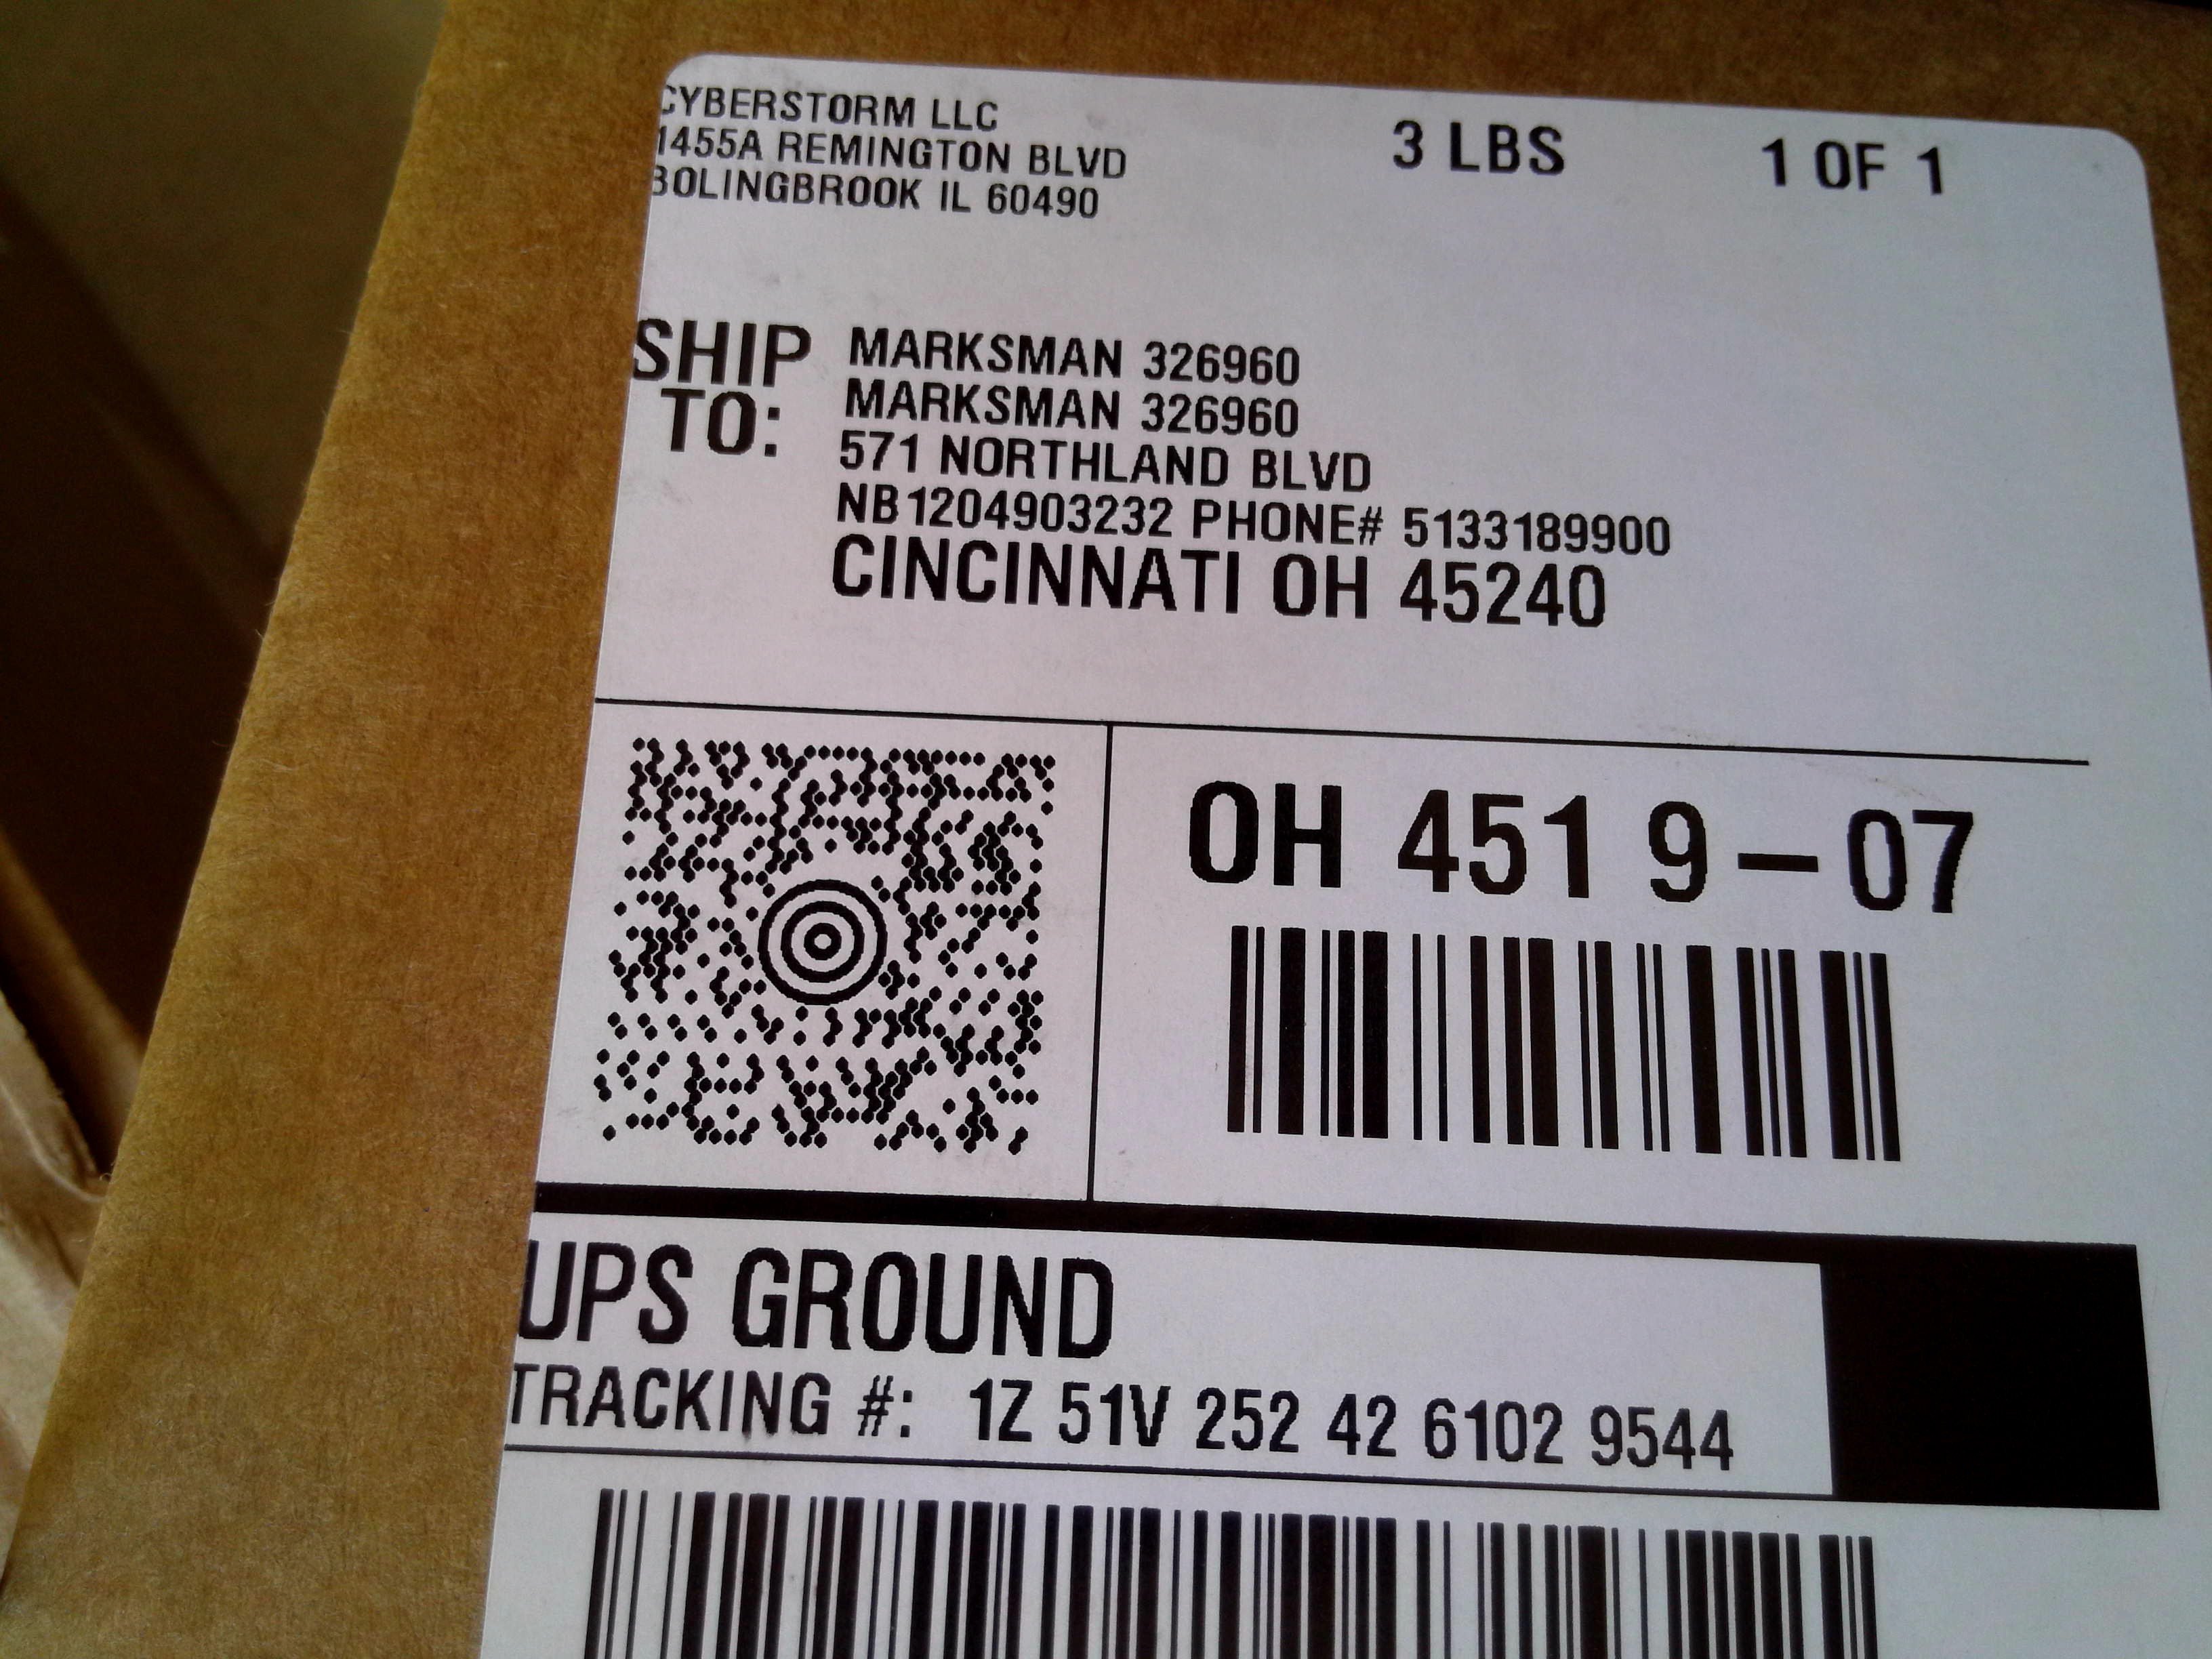 CYBERSTORM LLC
1455A REMINGTON BLVD
BOLINGBROOK IL 60490
3 LBS
1 OF 1
SHIP TO:
MARKSMAN 326960
MARKSMAN 326960
571 NORTHLAND BLVD
NB1204903232 PHONE# 5133189900
CINCINNATI OH 45240
OH 451 9-07
UPS GROUND
TRACKING #: 1Z 51V 252 42 6102 9544